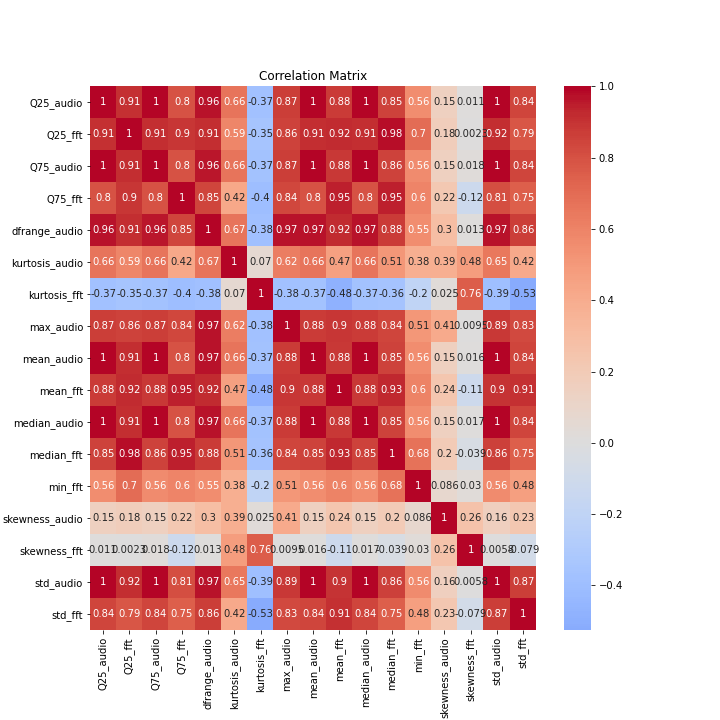 Correlation Matrix
Q25_audio 1 0.91 1 0.8 0.96 0.66 -0.37 0.87 1 0.88 1 0.85 0.56 0.15 -0.011 1 0.84
Q25_fft 0.91 1 0.91 0.9 0.91 0.59 -0.35 0.86 0.91 0.92 0.91 0.98 0.7 0.18 0.92 0.79
Q75_audio 1 0.91 1 0.8 0.96 0.66 -0.37 0.87 1 0.88 1 0.86 0.56 0.15 -0.018 1 0.84
Q75_fft 0.8 0.9 0.8 1 0.85 0.42 -0.4 0.84 0.8 0.95 0.8 0.95 0.6 0.22 -0.12 0.81 0.75
dfrange_audio 0.96 0.91 0.96 0.85 1 0.67 -0.38 0.97 0.97 0.92 0.97 0.88 0.55 0.3 0.013 0.97 0.86
kurtosis_audio 0.66 0.59 0.66 0.42 0.67 1 0.07 0.62 0.66 0.47 0.66 0.51 0.38 0.39 0.48 0.65 0.42
kurtosis_fft -0.37 -0.35 -0.37 -0.4 -0.38 0.07 1 -0.38 -0.37 -0.48 -0.37 -0.36 -0.2 0.025 0.76 -0.39 -0.53
max_audio 0.87 0.86 0.87 0.84 0.97 0.62 -0.38 1 0.88 0.9 0.88 0.84 0.51 0.41 0.0095 0.89 0.83
mean_audio 1 0.91 1 0.8 0.97 0.66 -0.37 0.88 1 0.88 1 0.85 0.56 0.15 -0.016 1 0.84
mean_fft 0.88 0.92 0.88 0.95 0.92 0.47 -0.48 0.9 0.88 1 0.88 0.93 0.6 0.24 -0.11 0.9 0.91
median_audio 1 0.91 1 0.8 0.97 0.66 -0.37 0.88 1 0.88 1 0.85 0.56 0.15 -0.017 1 0.84
median_fft 0.85 0.98 0.86 0.95 0.88 0.51 -0.36 0.84 0.85 0.93 0.85 1 0.68 0.2 -0.039 0.86 0.75
min_fft 0.56 0.7 0.56 0.6 0.55 0.38 -0.2 0.51 0.56 0.6 0.56 0.68 1 0.086 0.03 0.56 0.48
skewness_audio 0.15 0.18 0.15 0.22 0.3 0.39 0.025 0.41 0.15 0.24 0.15 0.2 0.086 1 0.26 0.16 0.23
skewness_fft -0.011 0.0023 -0.018 -0.12 0.013 0.48 0.76 0.0095 -0.016 -0.11 -0.017 -0.039 0.03 0.26 1 0.0058 -0.079
std_audio 1 0.92 1 0.81 0.97 0.65 -0.39 0.89 1 0.9 1 0.86 0.56 0.16 0.0058 1 0.87
std_fft 0.84 0.79 0.84 0.75 0.86 0.42 -0.53 0.83 0.84 0.91 0.84 0.75 0.48 0.23 -0.079 0.87 1
Q25_audio Q25_fft Q75_audio Q75_fft dfrange_audio kurtosis_audio kurtosis_fft max_audio mean_audio mean_fft median_audio median_fft min_fft skewness_audio skewness_fft std_audio std_fft
1.0
0.8
0.6
0.4
0.2
0.0
−0.2
−0.4